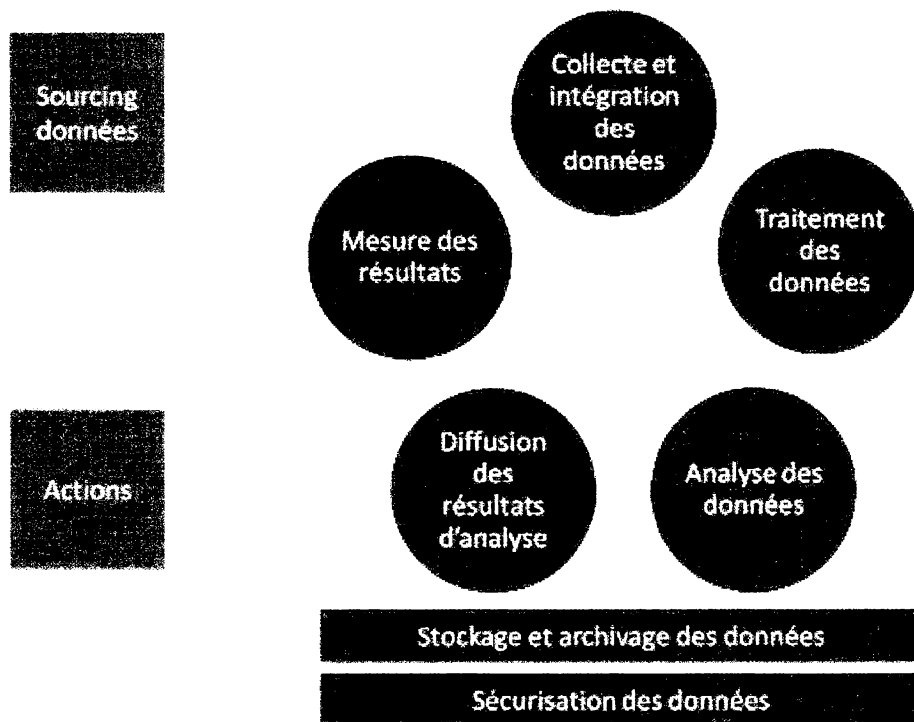 Sourcing
données
Collecte et
intégration
des
données
Mesure des
résultats
Traitement
des
données
Actions
Diffusion
des
résultats
d'analyse
Analyse des
données
Stockage et archivage des données
Sécurisation des données